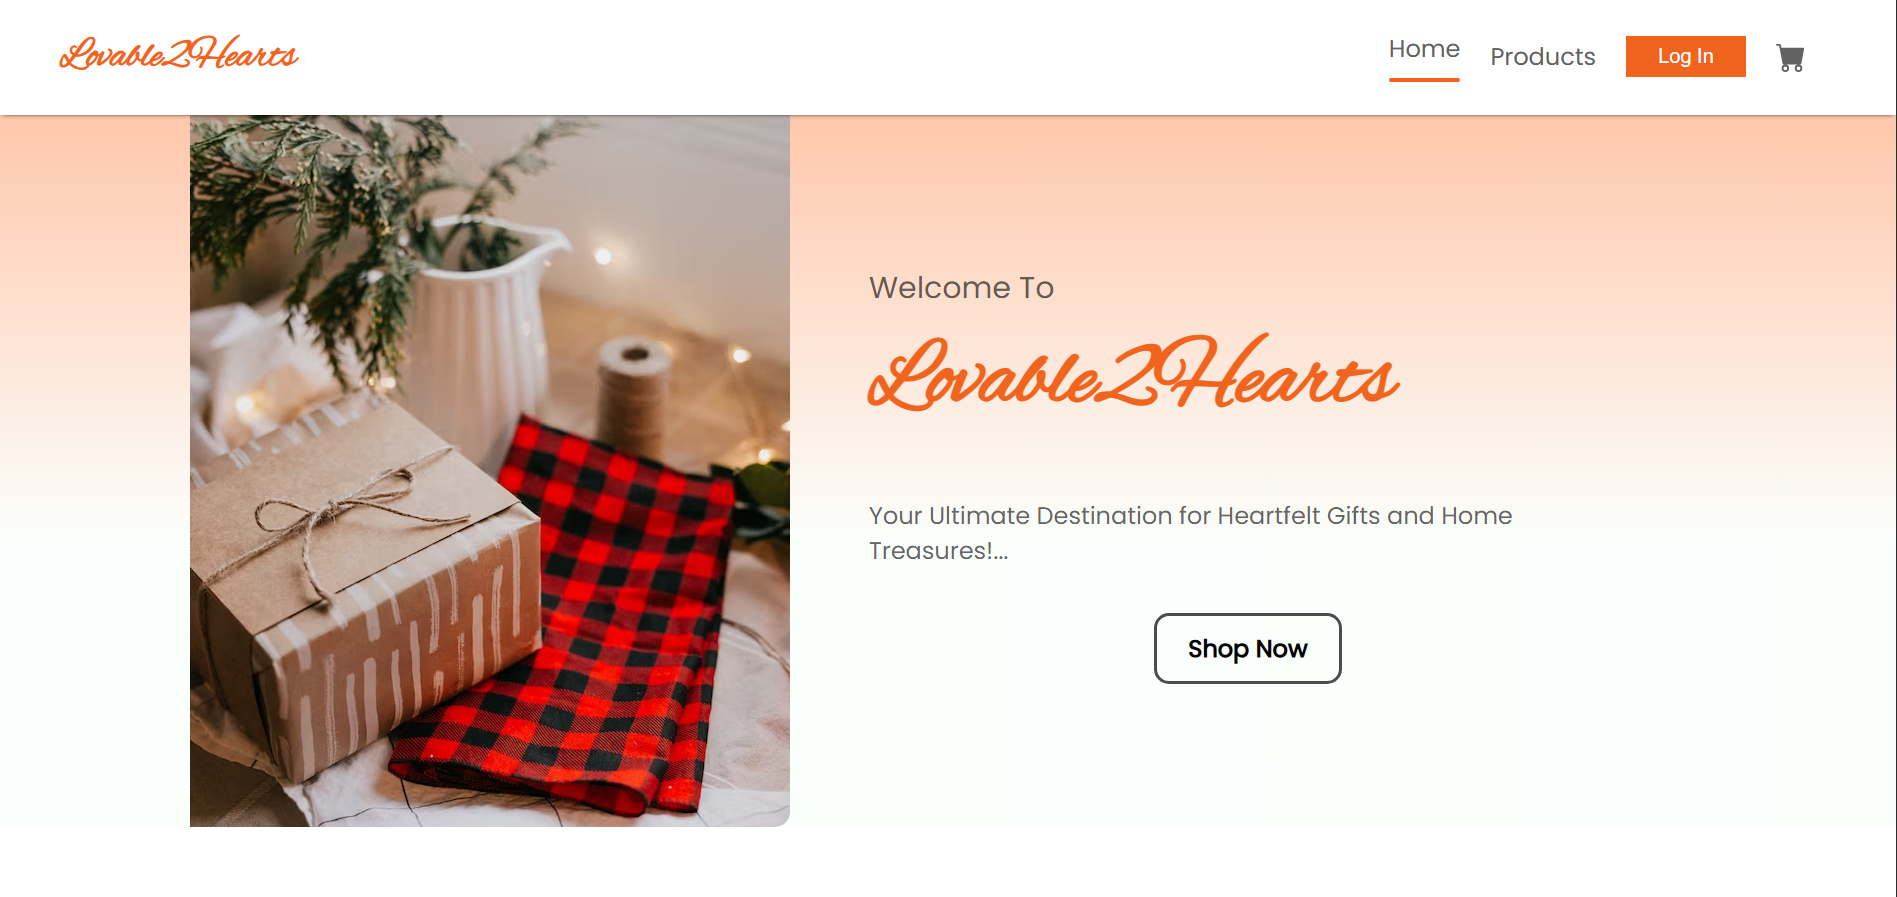 Lovable2Hearts
Home
Products
Log In
Welcome To
Lovable2Hearts
Your Ultimate Destination for Heartfelt Gifts and Home
Treasures!...
Shop Now